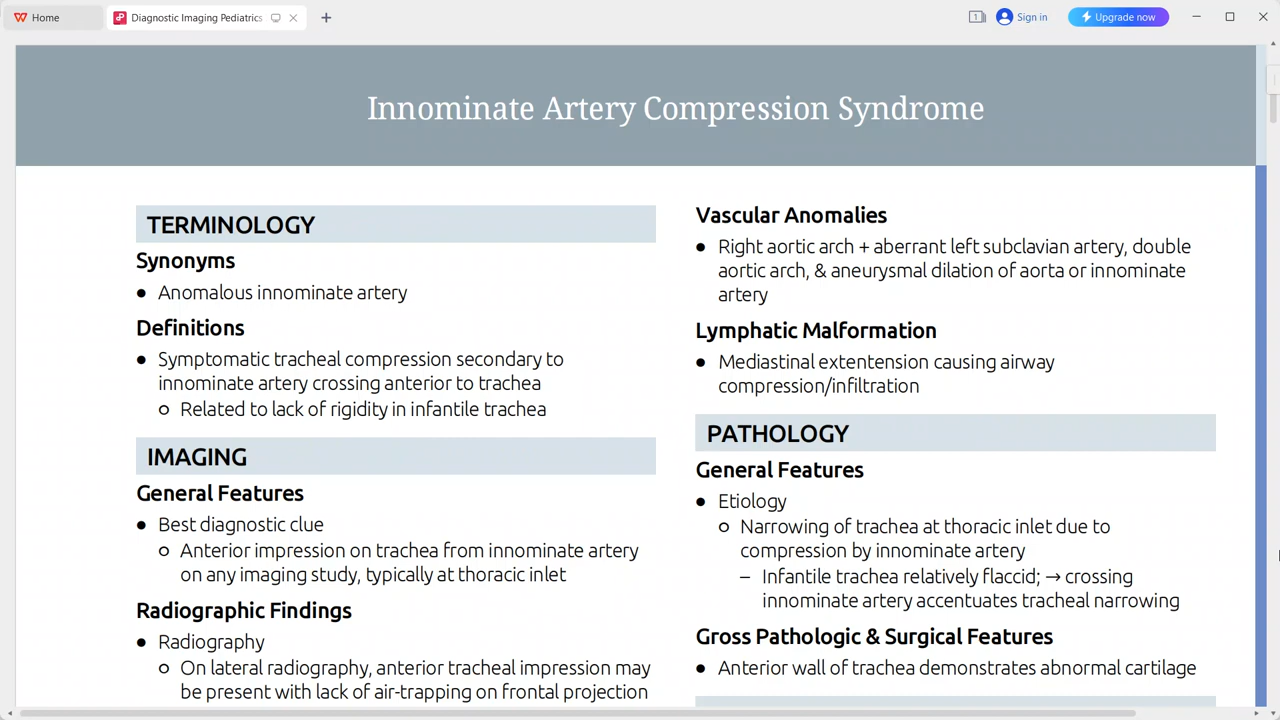 Home
Diagnostic Imaging Pediatrics
1
Sign in
Upgrade now
Innominate Artery Compression Syndrome
TERMINOLOGY
Synonyms
● Anomalous innominate artery
Definitions
● Symptomatic tracheal compression secondary to
innominate artery crossing anterior to trachea
○ Related to lack of rigidity in infantile trachea
IMAGING
General Features
● Best diagnostic clue
○ Anterior impression on trachea from innominate artery
on any imaging study, typically at thoracic inlet
Radiographic Findings
● Radiography
○ On lateral radiography, anterior tracheal impression may
be present with lack of air-trapping on frontal projection
Vascular Anomalies
● Right aortic arch + aberrant left subclavian artery, double
aortic arch, & aneurysmal dilation of aorta or innominate
artery
Lymphatic Malformation
● Mediastinal extentension causing airway
compression/infiltration
PATHOLOGY
General Features
● Etiology
○ Narrowing of trachea at thoracic inlet due to
compression by innominate artery
– Infantile trachea relatively flaccid; → crossing
innominate artery accentuates tracheal narrowing
Gross Pathologic & Surgical Features
● Anterior wall of trachea demonstrates abnormal cartilage